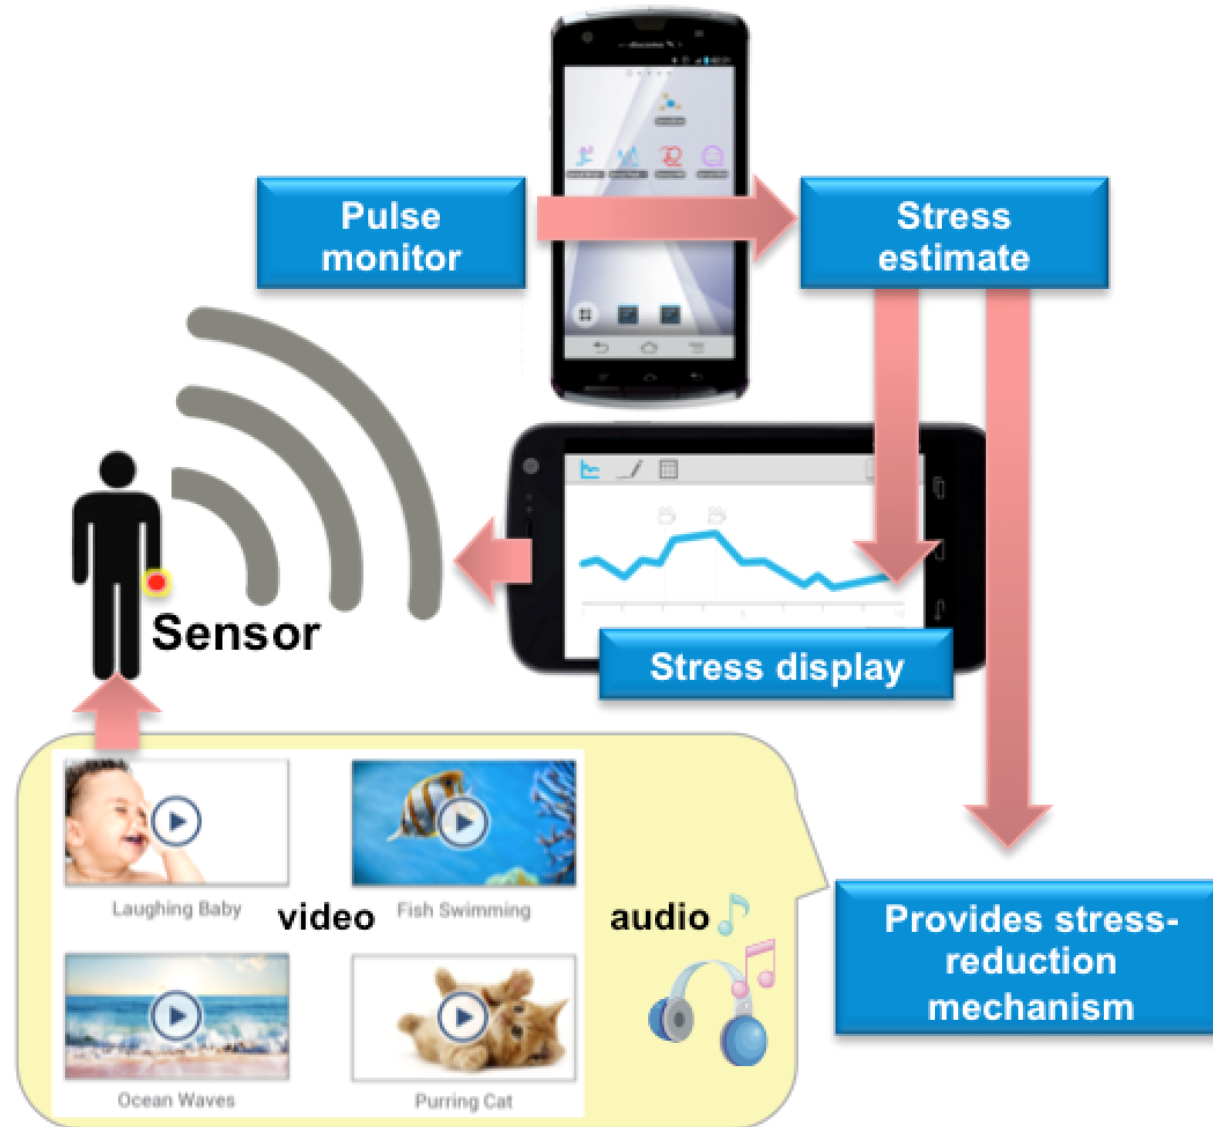 Pulse
monitor
Stress
estimate
Sensor
Stress display
Laughing Baby
video
Fish Swimming
audio
Ocean Waves
Purring Cat
Provides stress-
reduction
mechanism